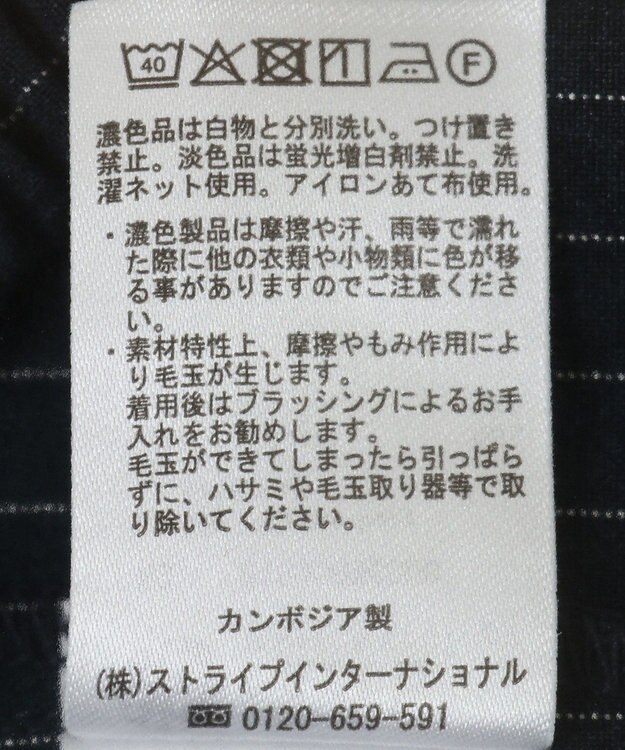 40 F
濃色品は白物と分別洗い。つけ置き
禁止。淡色品は蛍光増白剤禁止。洗
濯ネット使用。アイロンあて布使用。
・濃色製品は摩擦や汗、雨等で濡れ
た際に他の衣類や小物類に色が移
る事がありますのでご注意くださ
い。
・素材特性上、摩擦やもみ作用によ
り毛玉が生じます。
着用後はブラッシングによるお手
入れをお勧めします。
毛玉ができてしまったら引っぱら
ずに、ハサミや毛玉取り器等で取
り除いてください。
カンボジア製
(株)ストライプインターナショナル
0120-659-591